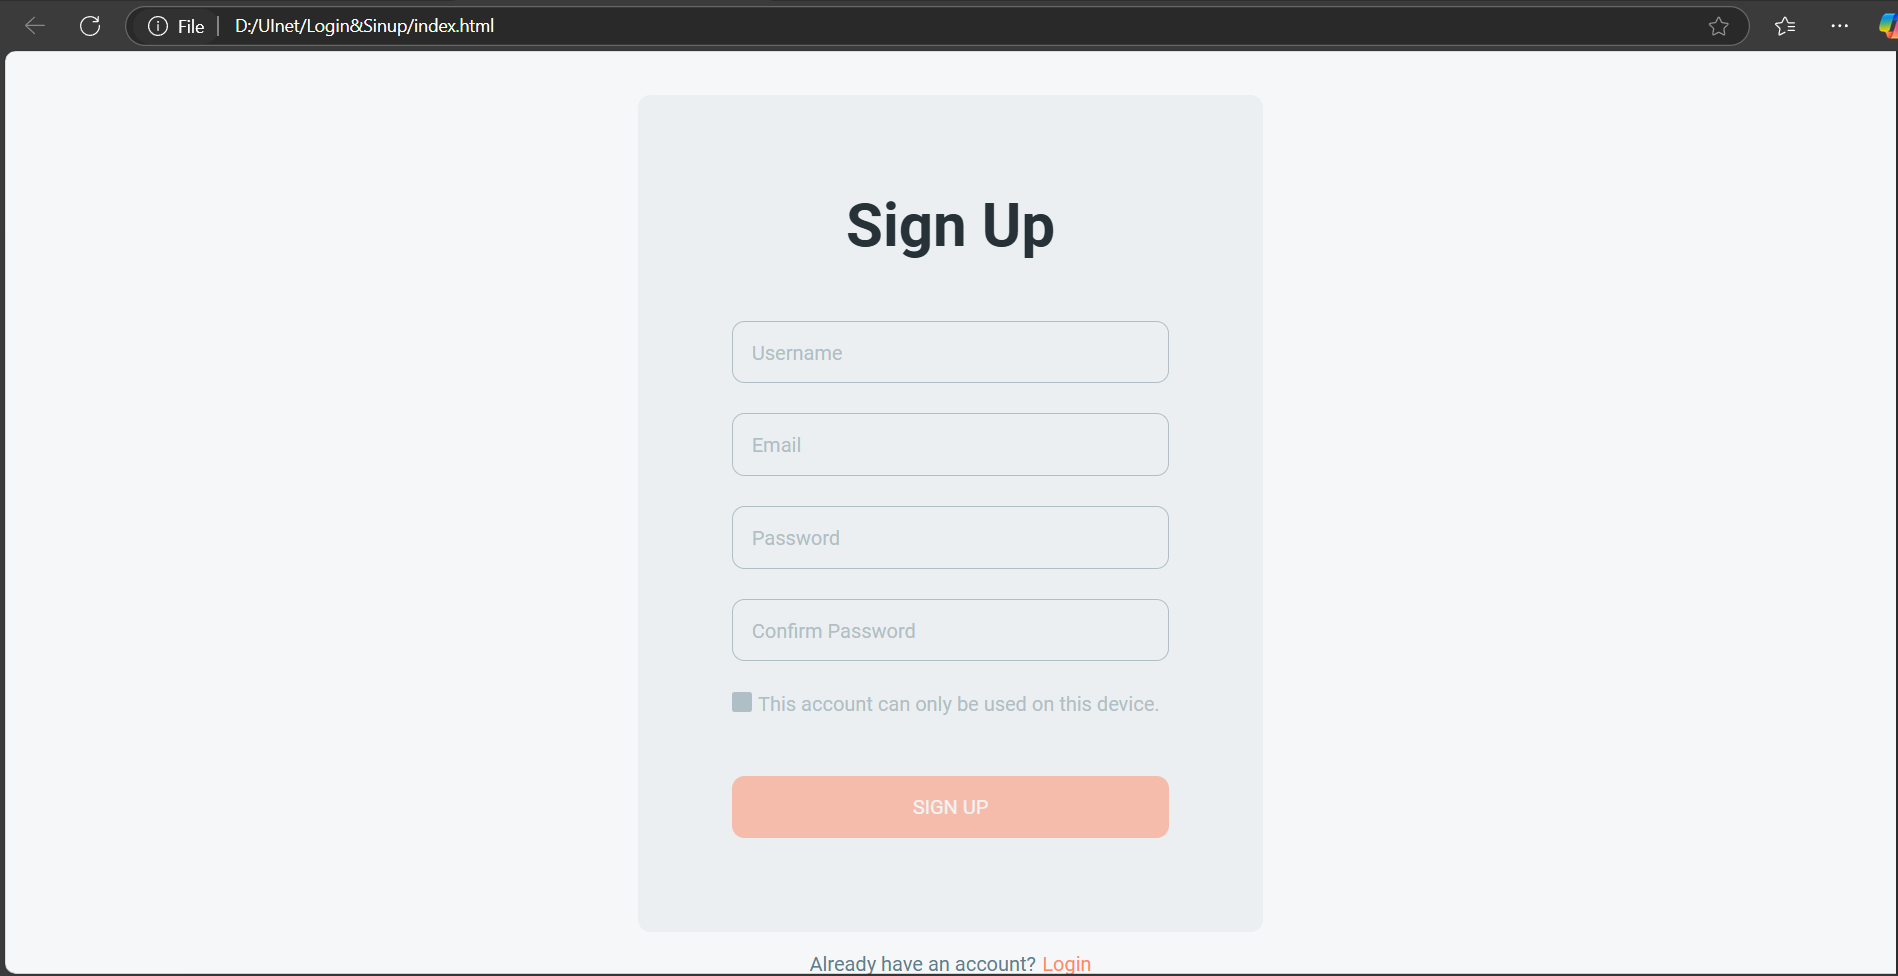 File | D:/UInet/Login&Sinup/index.html
Sign Up
Username
Email
Password
Confirm Password
This account can only be used on this device.
SIGN UP
Already have an account? Login